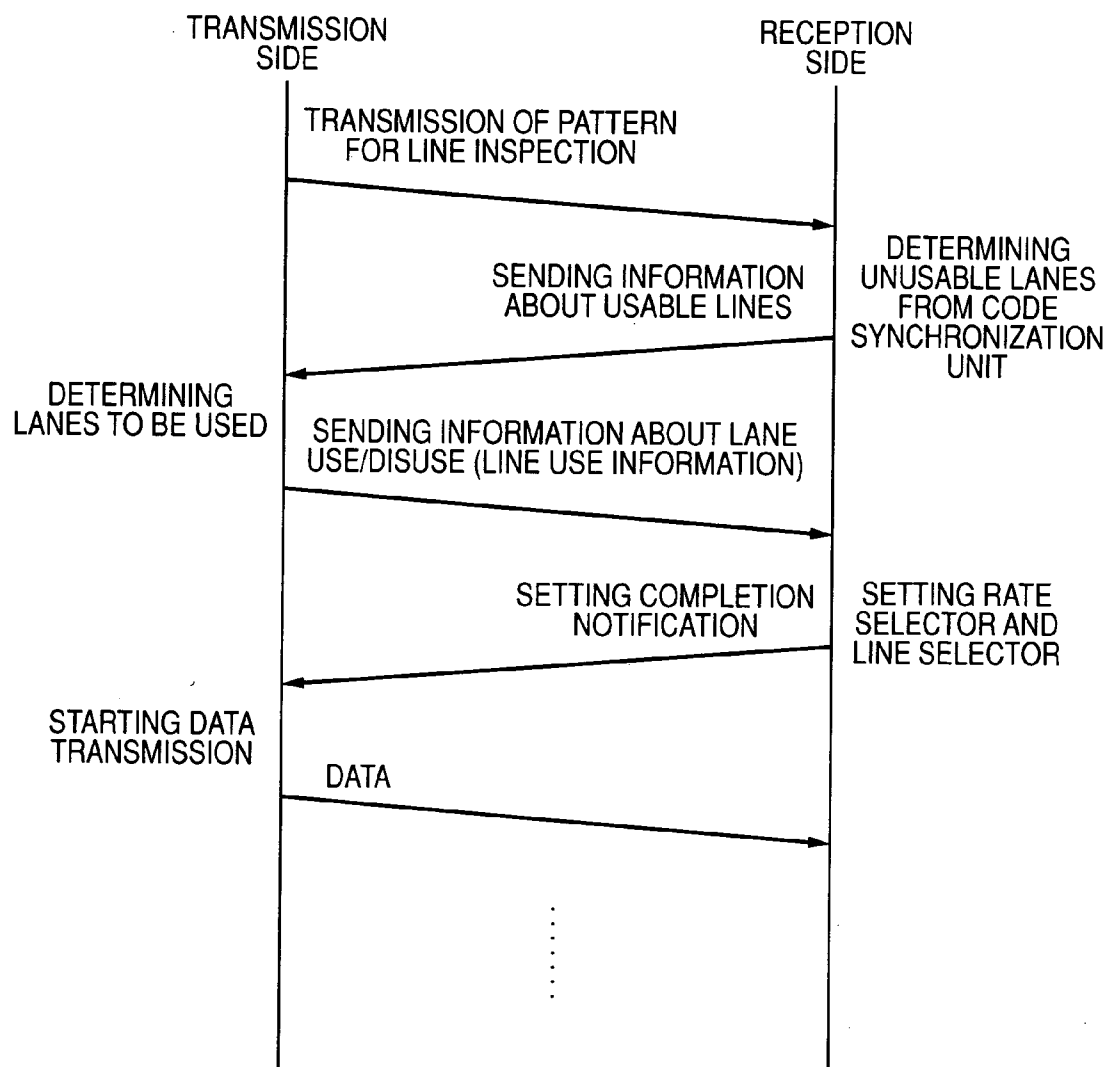 TRANSMISSION
SIDE
RECEPTION
SIDE
TRANSMISSION OF PATTERN
FOR LINE INSPECTION
DETERMINING
UNUSABLE LANES
FROM CODE
SYNCHRONIZATION
UNIT
SENDING INFORMATION
ABOUT USABLE LINES
DETERMINING
LANES TO BE USED
SENDING INFORMATION ABOUT LANE
USE/DISUSE (LINE USE INFORMATION)
SETTING COMPLETION
NOTIFICATION
SETTING RATE
SELECTOR AND
LINE SELECTOR
STARTING DATA
TRANSMISSION
DATA